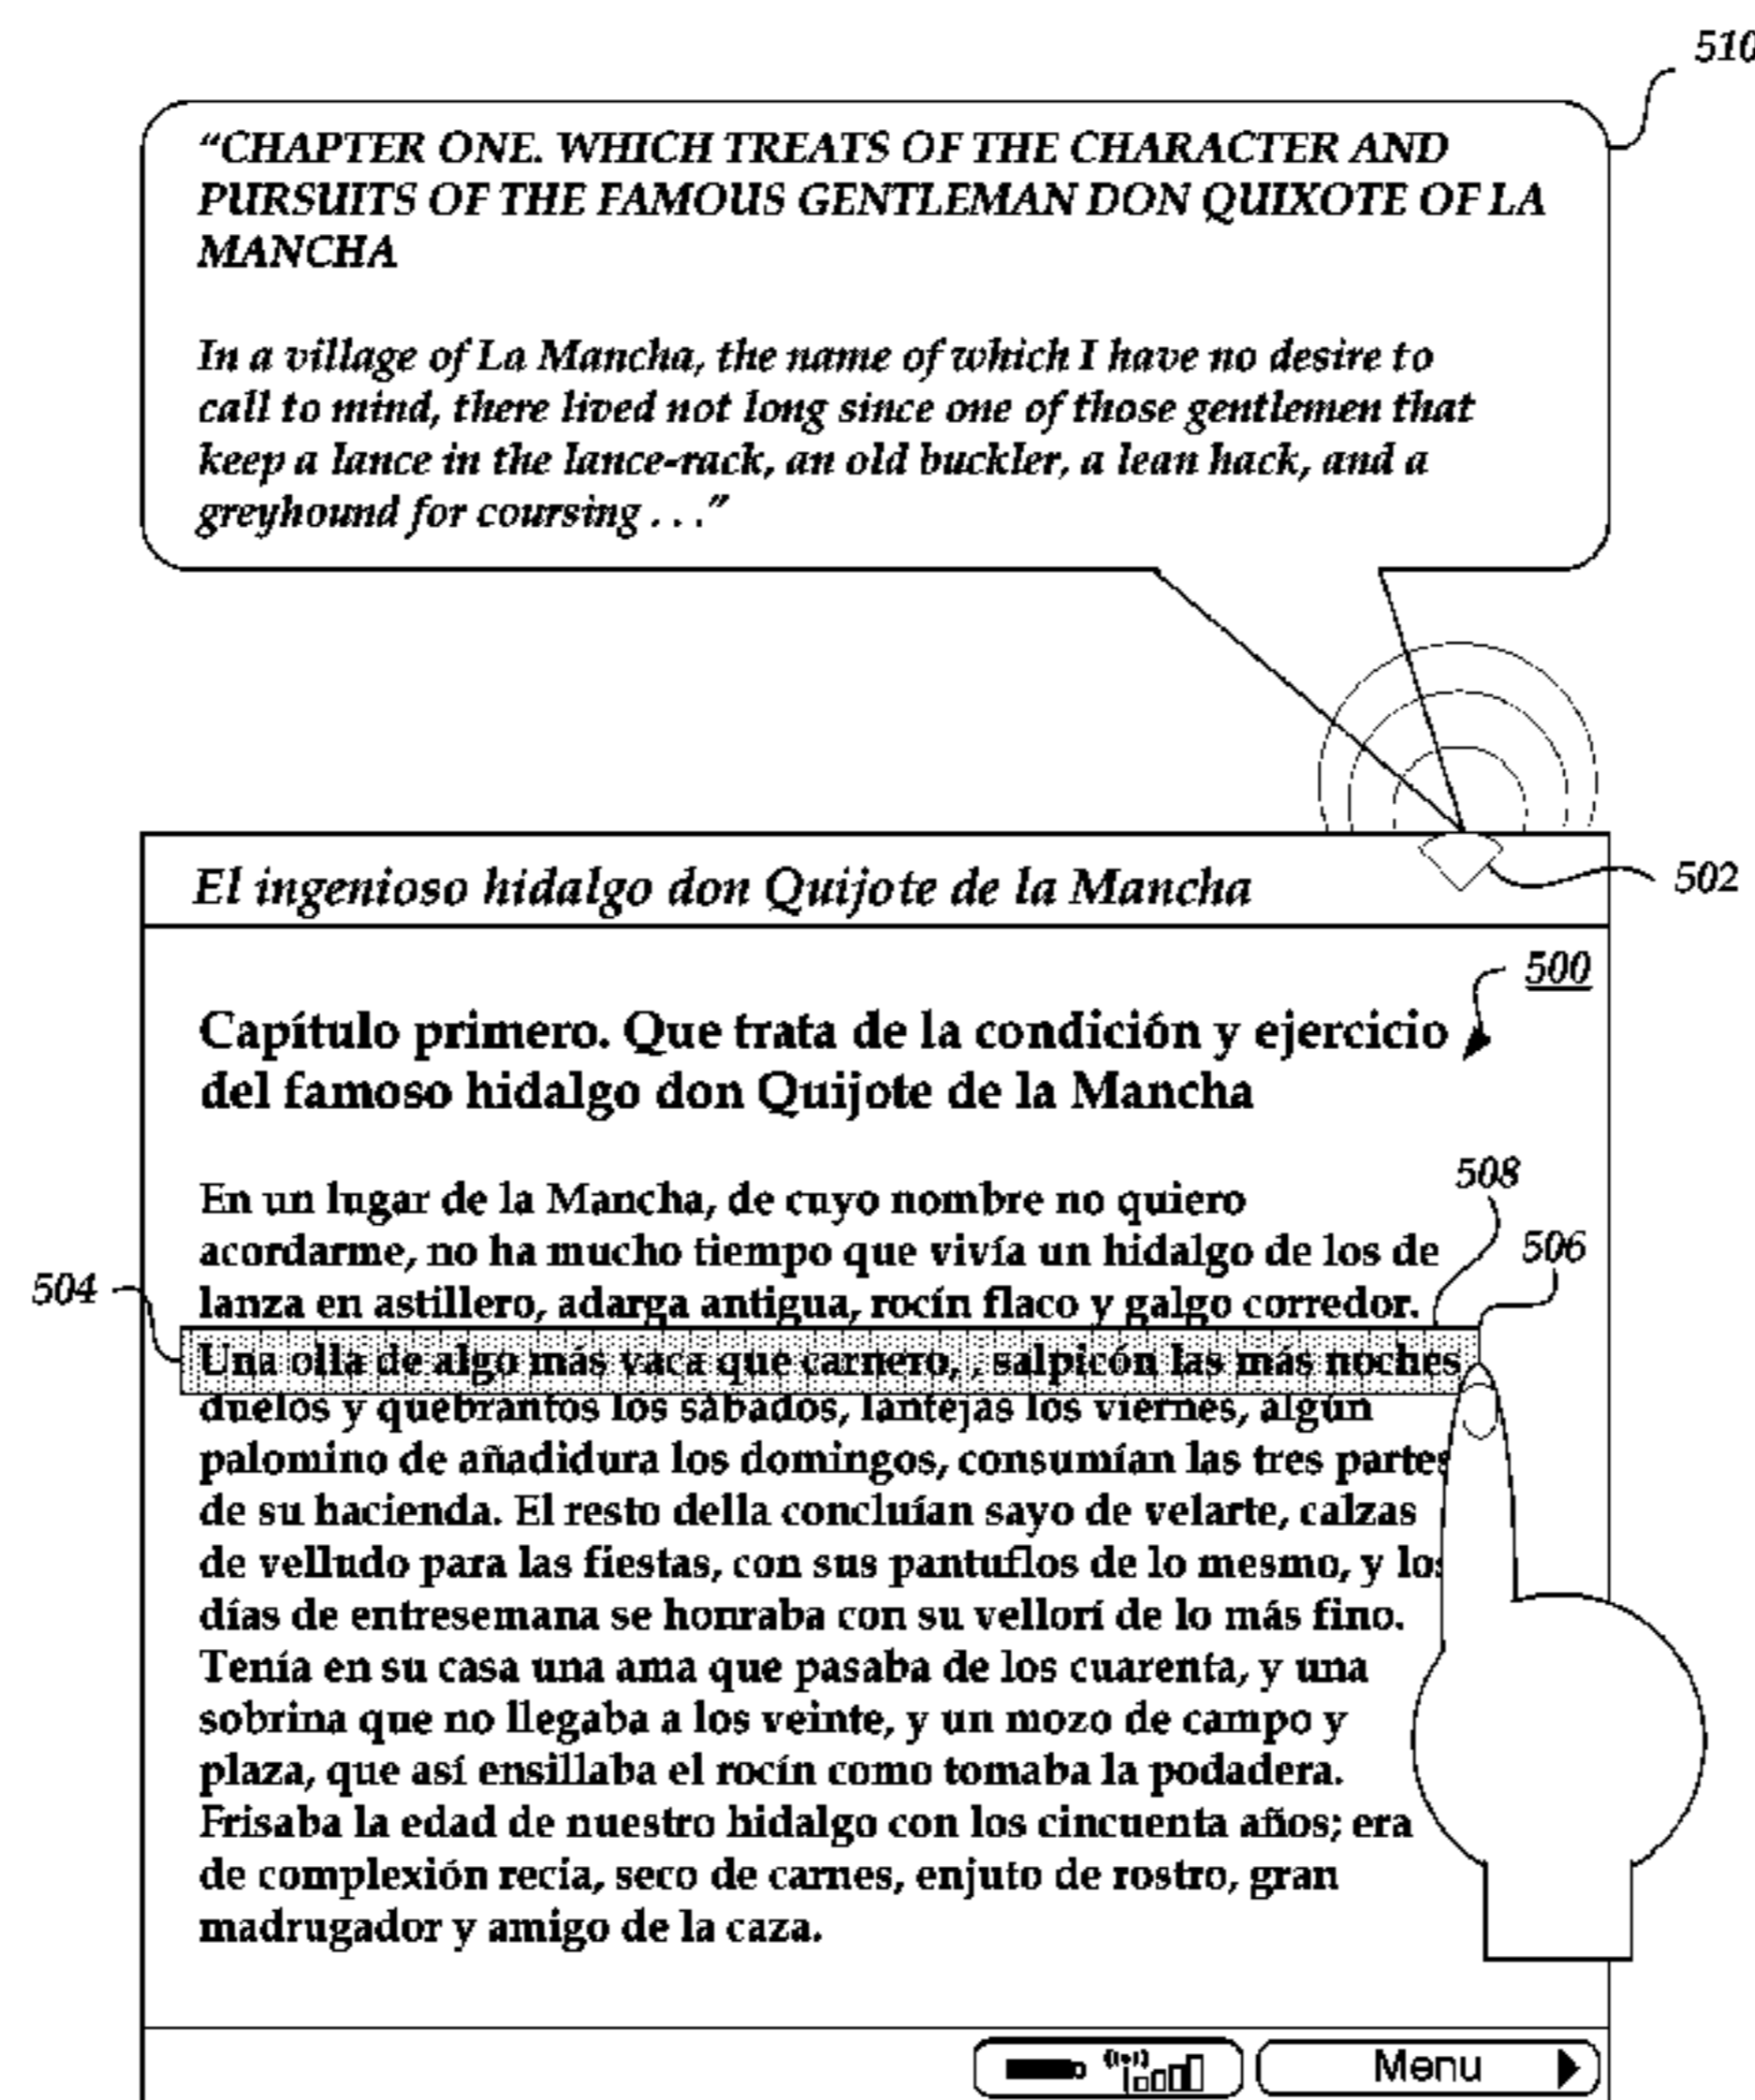 510
“CHAPTER ONE. WHICH TREATS OF THE CHARACTER AND
PURSUITS OF THE FAMOUS GENTLEMAN DON QUIXOTE OF LA
MANCHA
In a village of La Mancha, the name of which I have no desire to
call to mind, there lived not long since one of those gentlemen that
keep a lance in the lance-rack, an old buckler, a lean hack, and a
greyhound for coursing . . .”
El ingenioso hidalgo don Quijote de la Mancha
502
500
Capítulo primero. Que trata de la condición y ejercicio
del famoso hidalgo don Quijote de la Mancha
508
En un lugar de la Mancha, de cuyo nombre no quiero
acordarme, no ha mucho tiempo que vivía un hidalgo de los de
506
504
lanza en astillero, adarga antigua, rocín flaco y galgo corredor.
Una olla de algo más vaca que carnero, , salpicón las más noches
duelos y quebrantos los sábados, lantejas los viernes, algún
palomino de añadidura los domingos, consumían las tres partes
de su hacienda. El resto della concluían sayo de velarte, calzas
de velludo para las fiestas, con sus pantuflos de lo mesmo, y los
días de entresemana se honraba con su vellorí de lo más fino.
Tenía en su casa una ama que pasaba de los cuarenta, y una
sobrina que no llegaba a los veinte, y un mozo de campo y
plaza, que así ensillaba el rocín como tomaba la podadera.
Frisaba la edad de nuestro hidalgo con los cincuenta años; era
de complexión recia, seco de carnes, enjuto de rostro, gran
madrugador y amigo de la caza.
Menu